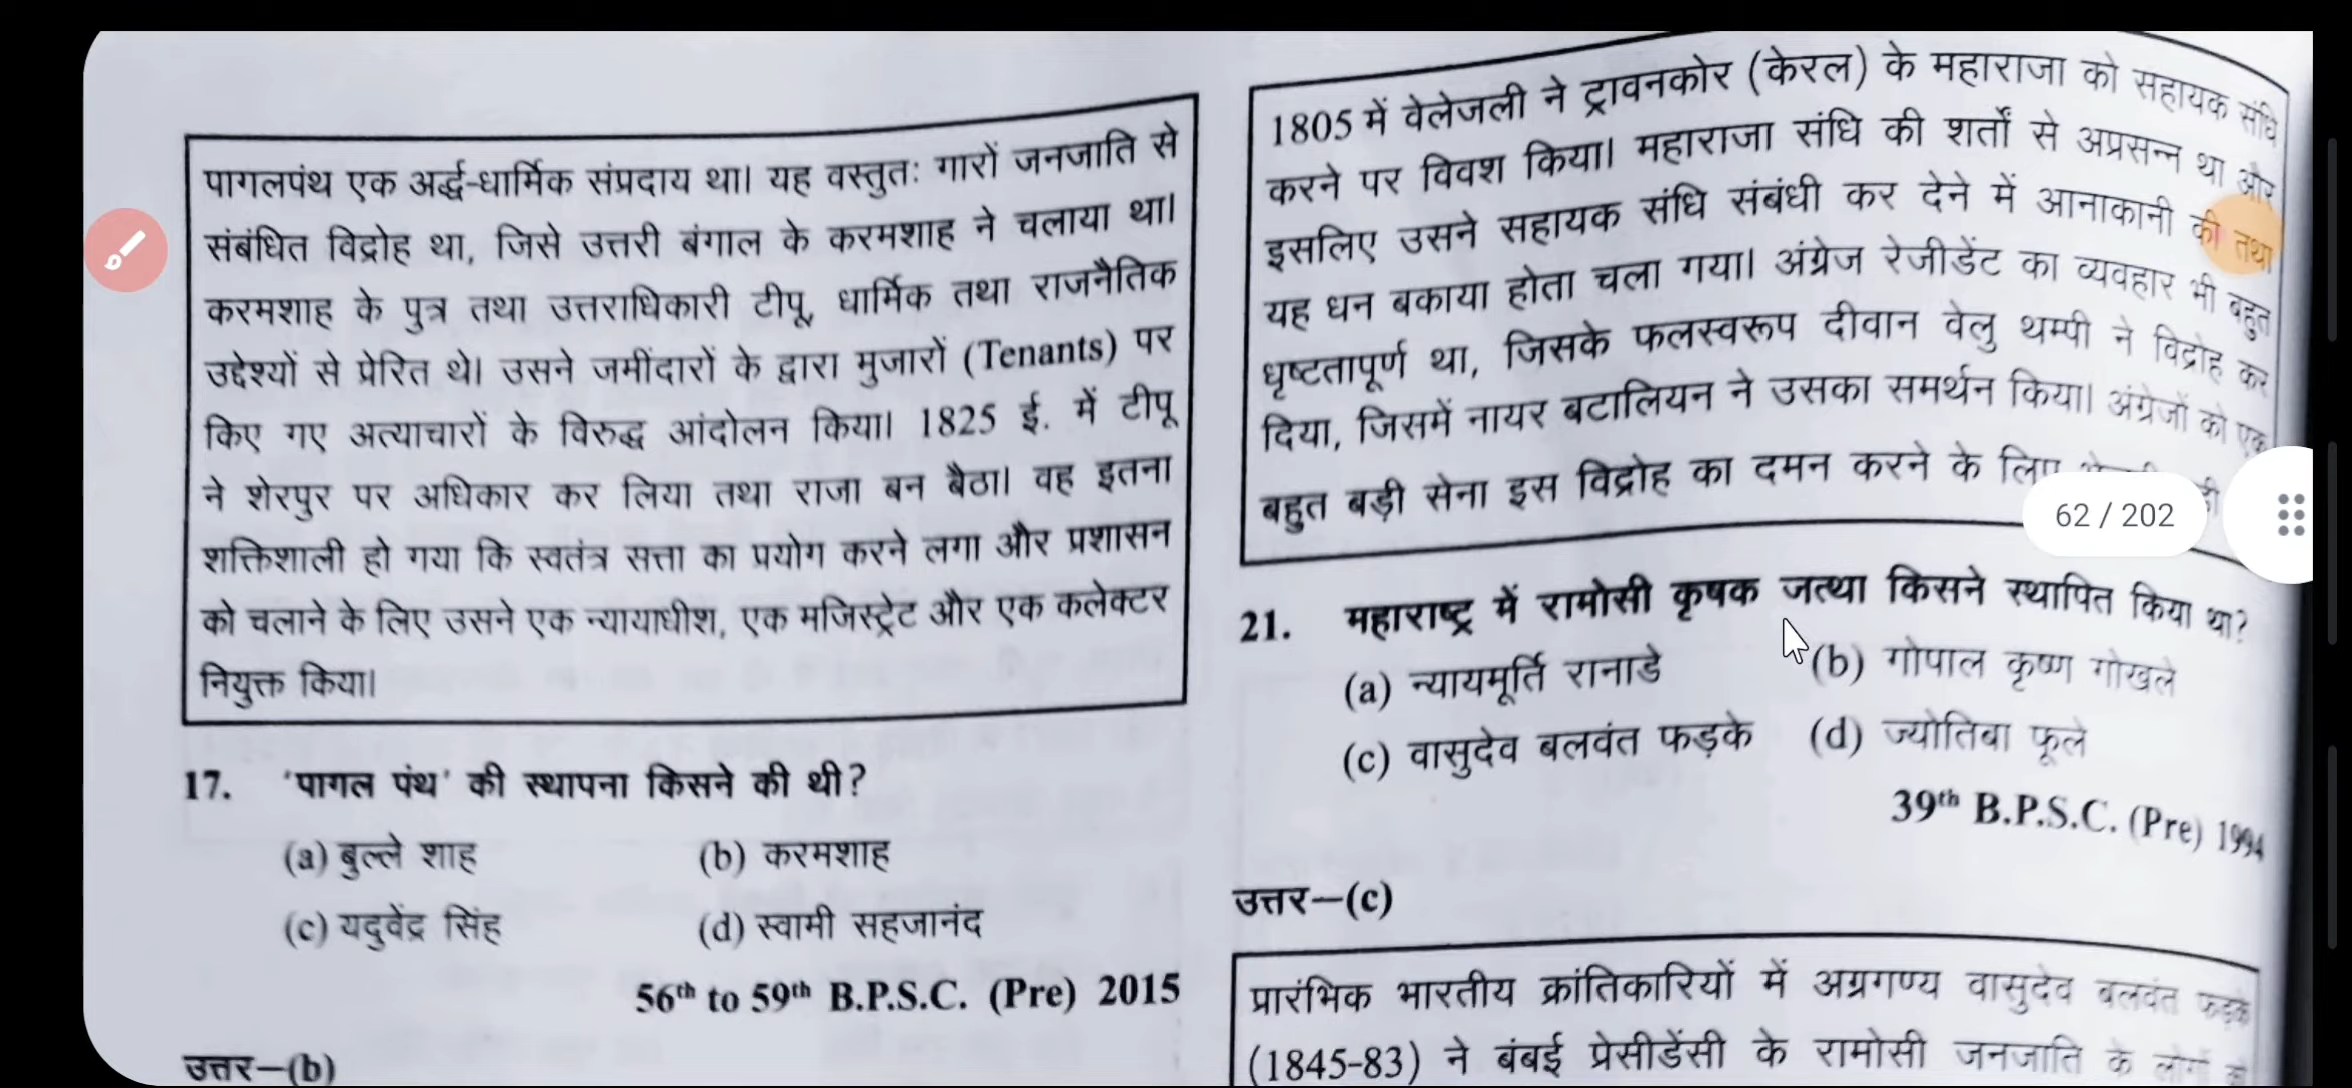 पागलपंथ एक अर्द्ध-धार्मिक संप्रदाय था। यह वस्तुतः गारों जनजाति से
संबंधित विद्रोह था, जिसे उत्तरी बंगाल के करमशाह ने चलाया था।
करमशाह के पुत्र तथा उत्तराधिकारी टीपू, धार्मिक तथा राजनैतिक
उद्देश्यों से प्रेरित थे। उसने जमींदारों के द्वारा मुजारों (Tenants) पर
किए गए अत्याचारों के विरुद्ध आंदोलन किया। 1825 ई. में टीपू
ने शेरपुर पर अधिकार कर लिया तथा राजा बन बैठा। वह इतना
शक्तिशाली हो गया कि स्वतंत्र सत्ता का प्रयोग करने लगा और प्रशासन
को चलाने के लिए उसने एक न्यायाधीश, एक मजिस्ट्रेट और एक कलेक्टर
नियुक्त किया।
17. 'पागल पंथ' की स्थापना किसने की थी?
(a) बुल्ले शाह (b) करमशाह
(c) यदुवेंद्र सिंह (d) स्वामी सहजानंद
56th to 59th B.P.S.C. (Pre) 2015
उत्तर—(b)
1805 में वेलेजली ने ट्रावनकोर (केरल) के महाराजा को सहायक संधि
करने पर विवश किया। महाराजा संधि की शर्तों से अप्रसन्न था और
इसलिए उसने सहायक संधि संबंधी कर देने में आनाकानी की तथा
यह धन बकाया होता चला गया। अंग्रेज रेजीडेंट का व्यवहार भी बहुत
धृष्टतापूर्ण था, जिसके फलस्वरूप दीवान वेलु थम्पी ने विद्रोह कर
दिया, जिसमें नायर बटालियन ने उसका समर्थन किया। अंग्रेजों को एक
बहुत बड़ी सेना इस विद्रोह का दमन करने के लिए
62 / 202
21. महाराष्ट्र में रामोसी कृषक जत्था किसने स्थापित किया था?
(a) न्यायमूर्ति रानाडे (b) गोपाल कृष्ण गोखले
(c) वासुदेव बलवंत फड़के (d) ज्योतिबा फूले
39th B.P.S.C. (Pre) 1994
उत्तर—(c)
प्रारंभिक भारतीय क्रांतिकारियों में अग्रगण्य वासुदेव बलवंत फड़के
(1845-83) ने बंबई प्रेसीडेंसी के रामोसी जनजाति के लोगों